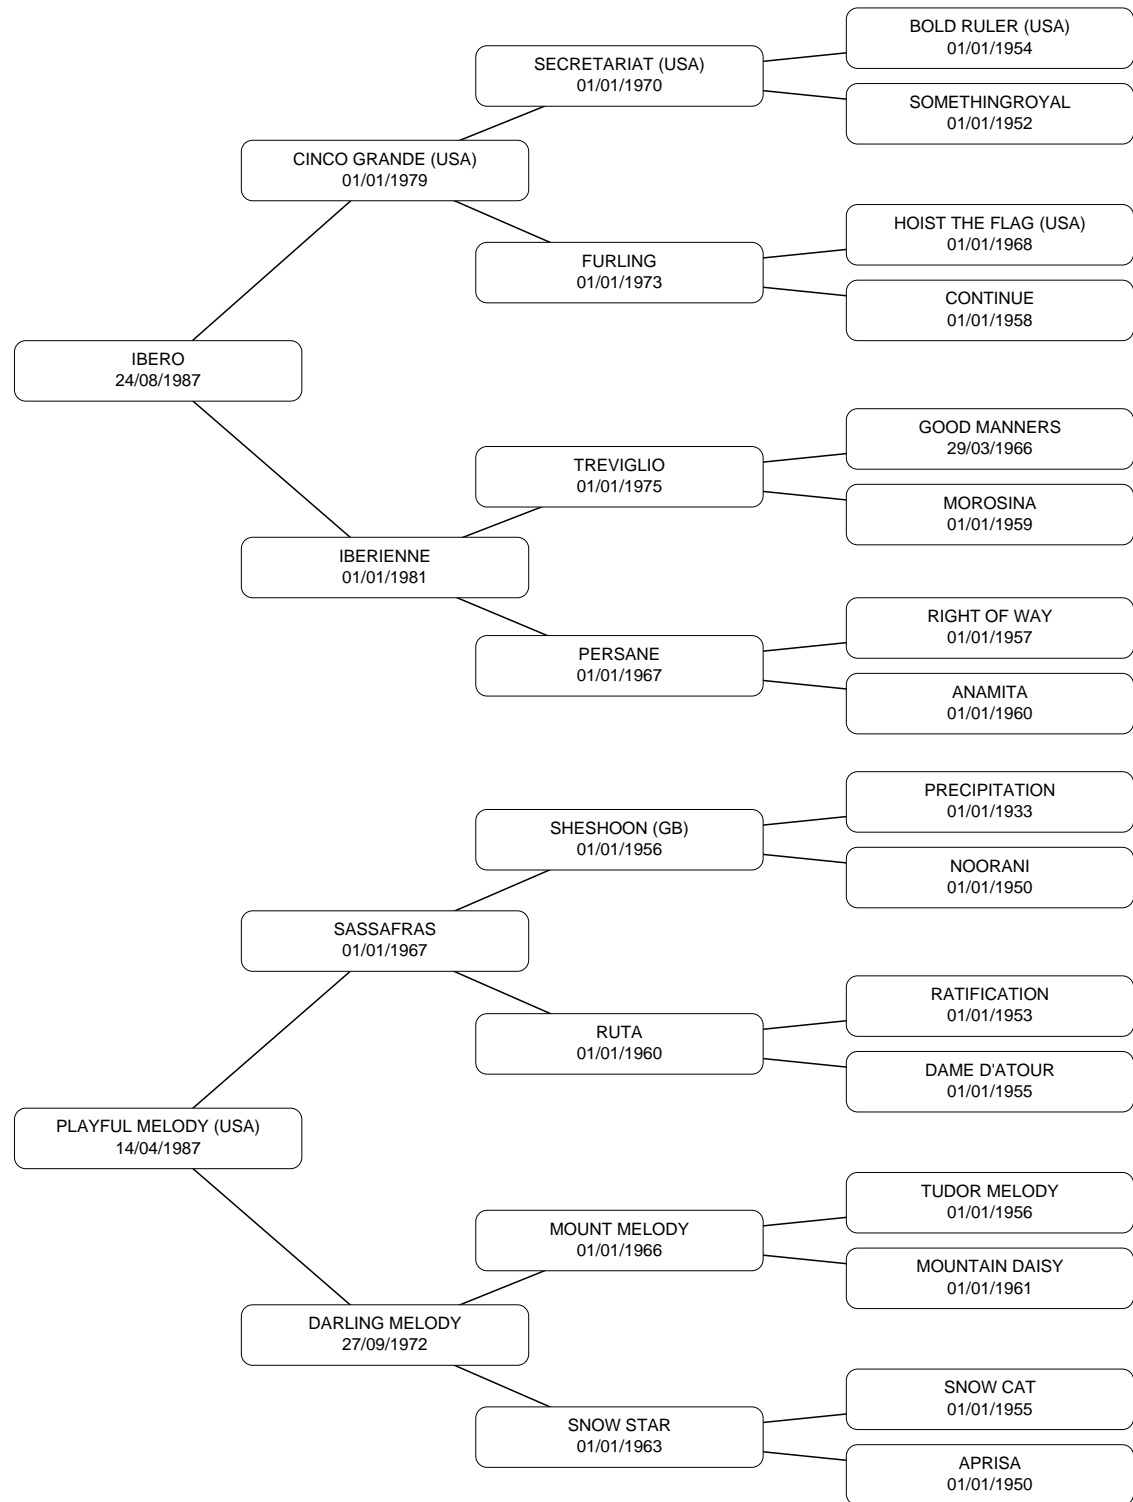 BOLD RULER (USA)
01/01/1954
SECRETARIAT (USA)
01/01/1970
SOMETHINGROYAL
01/01/1952
CINCO GRANDE (USA)
01/01/1979
HOIST THE FLAG (USA)
01/01/1968
FURLING
01/01/1973
CONTINUE
01/01/1958
IBERO
24/08/1987
GOOD MANNERS
29/03/1966
TREVIGLIO
01/01/1975
MOROSINA
01/01/1959
IBERIENNE
01/01/1981
RIGHT OF WAY
01/01/1957
PERSANE
01/01/1967
ANAMITA
01/01/1960
PRECIPITATION
01/01/1933
SHESHOON (GB)
01/01/1956
NOORANI
01/01/1950
SASSAFRAS
01/01/1967
RATIFICATION
01/01/1953
RUTA
01/01/1960
DAME D'ATOUR
01/01/1955
PLAYFUL MELODY (USA)
14/04/1987
TUDOR MELODY
01/01/1956
MOUNT MELODY
01/01/1966
MOUNTAIN DAISY
01/01/1961
DARLING MELODY
27/09/1972
SNOW CAT
01/01/1955
SNOW STAR
01/01/1963
APRISA
01/01/1950